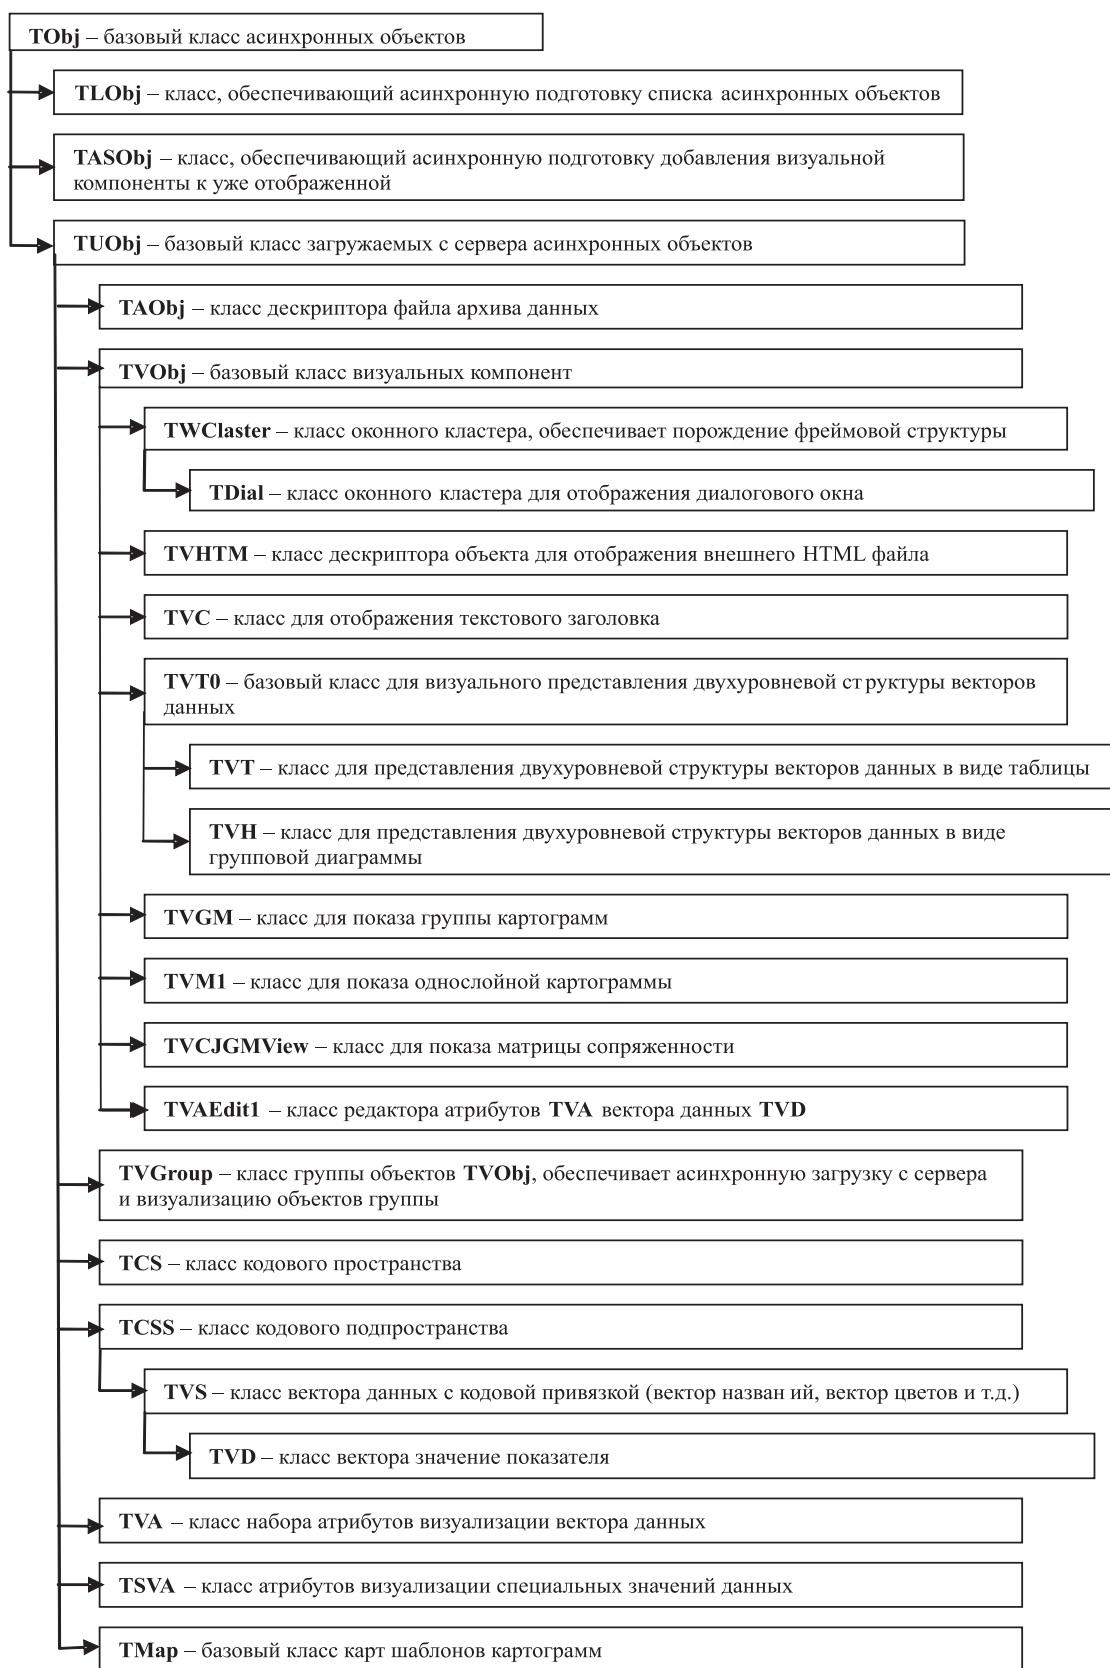 TObj – базовый класс асинхронных объектов
TLObj – класс, обеспечивающий асинхронную подготовку списка асинхронных объектов
TASObj – класс, обеспечивающий асинхронную подготовку добавления визуальной
компоненты к уже отображенной
TUObj – базовый класс загружаемых с сервера асинхронных объектов
TAObj – класс дескриптора файла архива данных
TVObj – базовый класс визуальных компонент
TWClaster – класс оконного кластера, обеспечивает порождение фреймовой структуры
TDial – класс оконного кластера для отображения диалогового окна
TVHTM – класс дескриптора объекта для отображения внешнего HTML файла
TVC – класс для отображения текстового заголовка
TVT0 – базовый класс для визуального представления двухуровневой структуры векторов
данных
TVT – класс для представления двухуровневой структуры векторов данных в виде таблицы
TVH – класс для представления двухуровневой структуры векторов данных в виде
групповой диаграммы
TVGM – класс для показа группы картограмм
TVM1 – класс для показа однослойной картограммы
TVCJGMView – класс для показа матрицы сопряженности
TVAEdit1 – класс редактора атрибутов TVA вектора данных TVD
TVGroup – класс группы объектов TVObj, обеспечивает асинхронную загрузку с сервера
и визуализацию объектов группы
TCS – класс кодового пространства
TCSS – класс кодового подпространства
TVS – класс вектора данных с кодовой привязкой (вектор назван ий, вектор цветов и т.д.)
TVD – класс вектора значение показателя
TVA – класс набора атрибутов визуализации вектора данных
TSVA – класс атрибутов визуализации специальных значений данных
TMap – базовый класс карт шаблонов картограмм